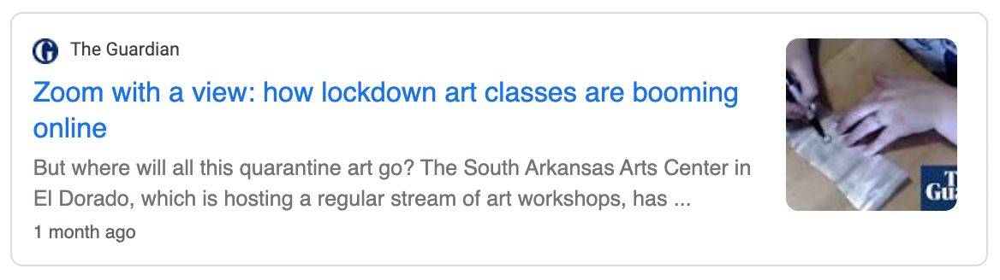 The Guardian
Zoom with a view: how lockdown art classes are booming
online
But where will all this quarantine art go? The South Arkansas Arts Center in
El Dorado, which is hosting a regular stream of art workshops, has ...
1 month ago
T
Gu